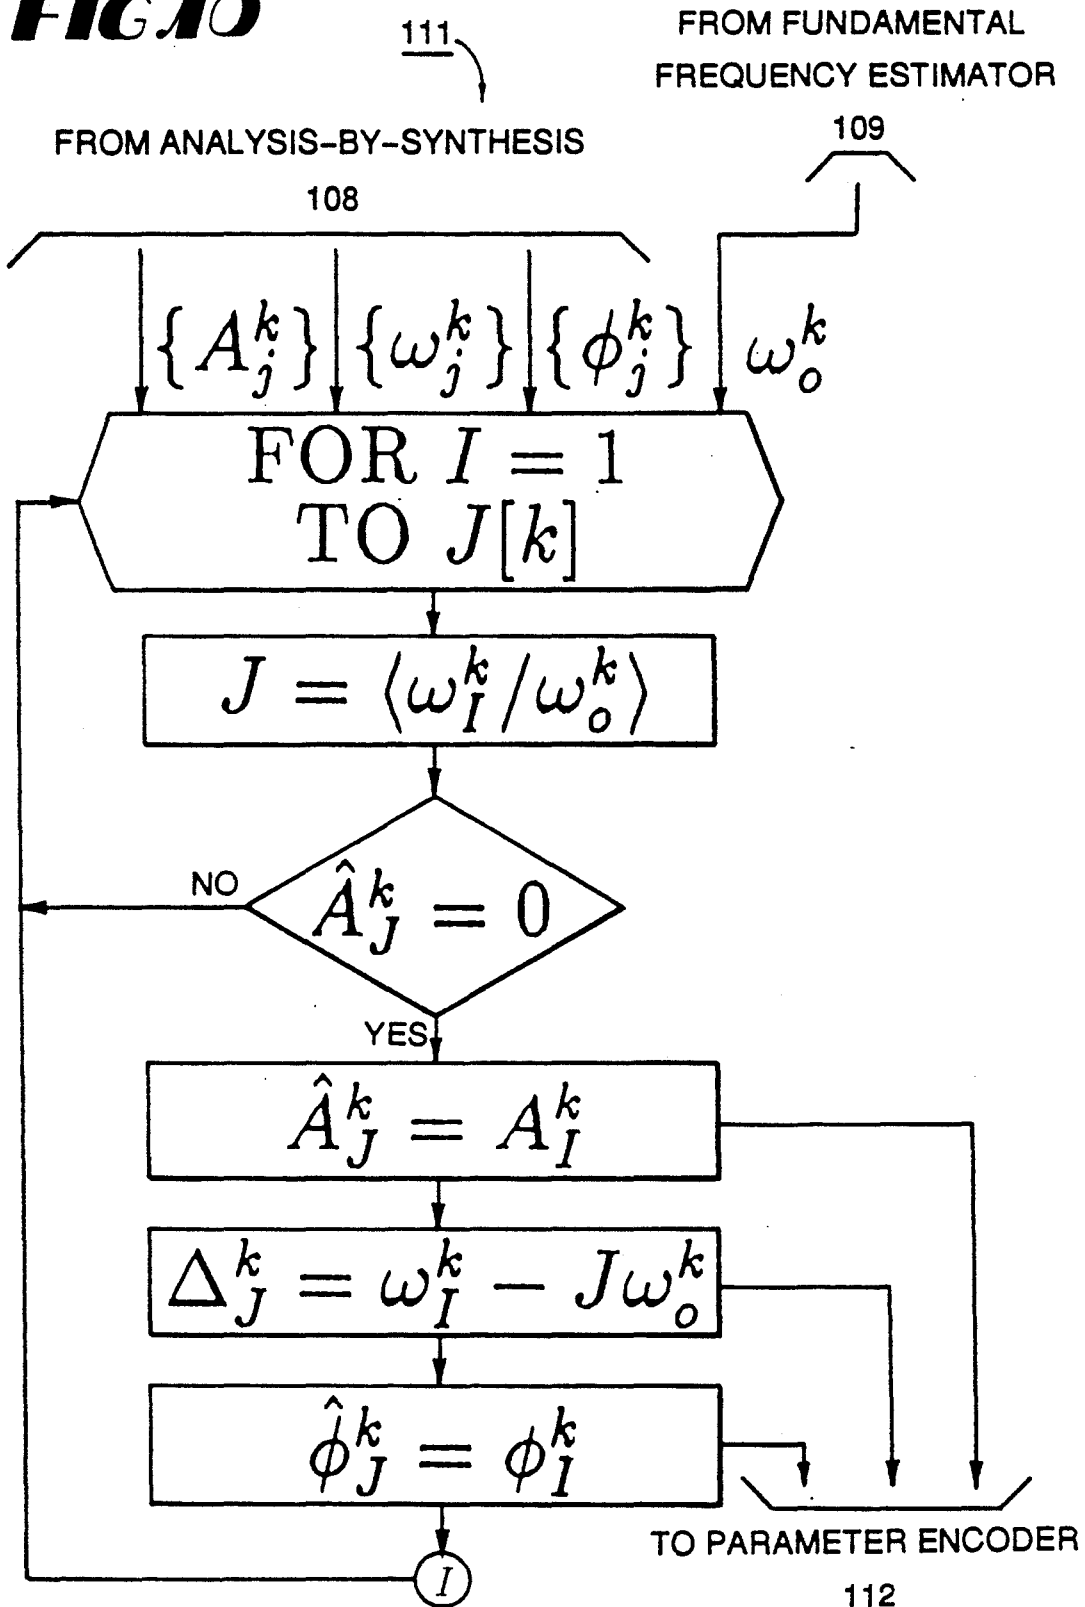 FIG.10
111
FROM FUNDAMENTAL
FREQUENCY ESTIMATOR
109
FROM ANALYSIS–BY–SYNTHESIS
108
{A_j^k} {ω_j^k} {ϕ_j^k} ω_o^k
FOR I = 1
TO J[k]
J = ⟨ω_I^k/ω_o^k⟩
NO
Â_J^k = 0
YES
Â_J^k = A_I^k
Δ_J^k = ω_I^k − Jω_o^k
ϕ̂_J^k = ϕ_I^k
TO PARAMETER ENCODER
112
I